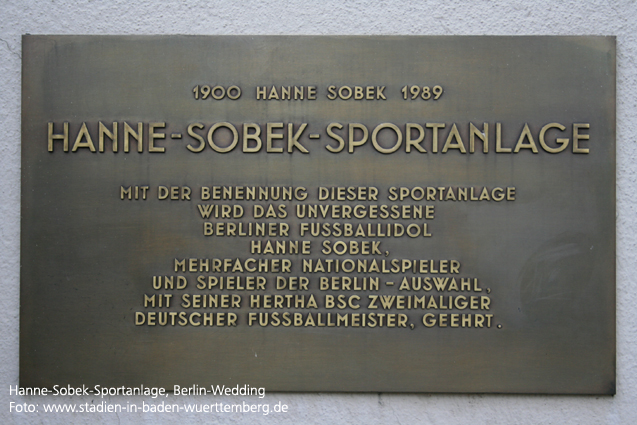 1900 HANNE SOBEK 1989
HANNE-SOBEK-SPORTANLAGE
MIT DER BENENNUNG DIESER SPORTANLAGE
WIRD DAS UNVERGESSENE
BERLINER FUSSBALLIDOL
HANNE SOBEK,
MEHRFACHER NATIONALSPIELER
UND SPIELER DER BERLIN-AUSWAHL,
MIT SEINER HERTHA BSC ZWEIMALIGER
DEUTSCHER FUSSBALLMEISTER, GEEHRT.
Hanne-Sobek-Sportanlage, Berlin-Wedding
Foto: www.stadien-in-baden-wuerttemberg.de